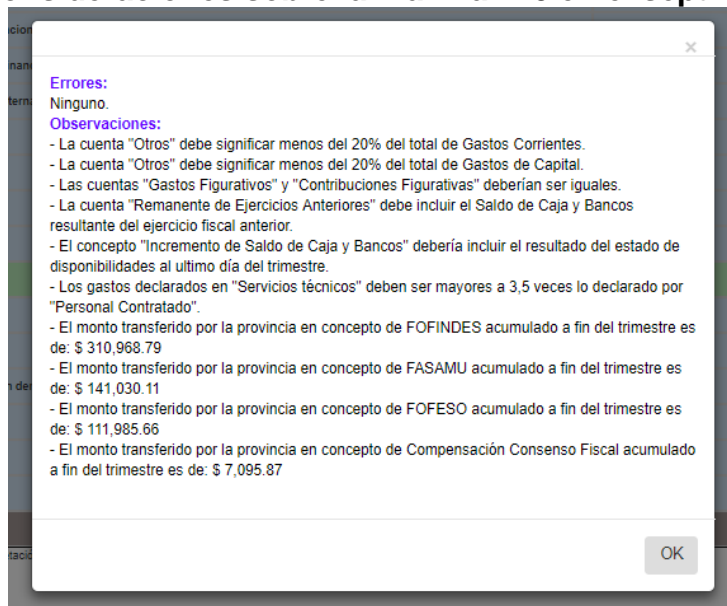 ×
Errores:
Ninguno.
Observaciones:
- La cuenta "Otros" debe significar menos del 20% del total de Gastos Corrientes.
- La cuenta "Otros" debe significar menos del 20% del total de Gastos de Capital.
- Las cuentas "Gastos Figurativos" y "Contribuciones Figurativas" deberían ser iguales.
- La cuenta "Remanente de Ejercicios Anteriores" debe incluir el Saldo de Caja y Bancos
resultante del ejercicio fiscal anterior.
- El concepto "Incremento de Saldo de Caja y Bancos" debería incluir el resultado del estado de
disponibilidades al ultimo día del trimestre.
- Los gastos declarados en "Servicios técnicos" deben ser mayores a 3,5 veces lo declarado por
"Personal Contratado".
- El monto transferido por la provincia en concepto de FOFINDES acumulado a fin del trimestre es
de: $ 310,968.79
- El monto transferido por la provincia en concepto de FASAMU acumulado a fin del trimestre es
de: $ 141,030.11
- El monto transferido por la provincia en concepto de FOFESO acumulado a fin del trimestre es
de: $ 111,985.66
- El monto transferido por la provincia en concepto de Compensación Consenso Fiscal acumulado
a fin del trimestre es de: $ 7,095.87
OK